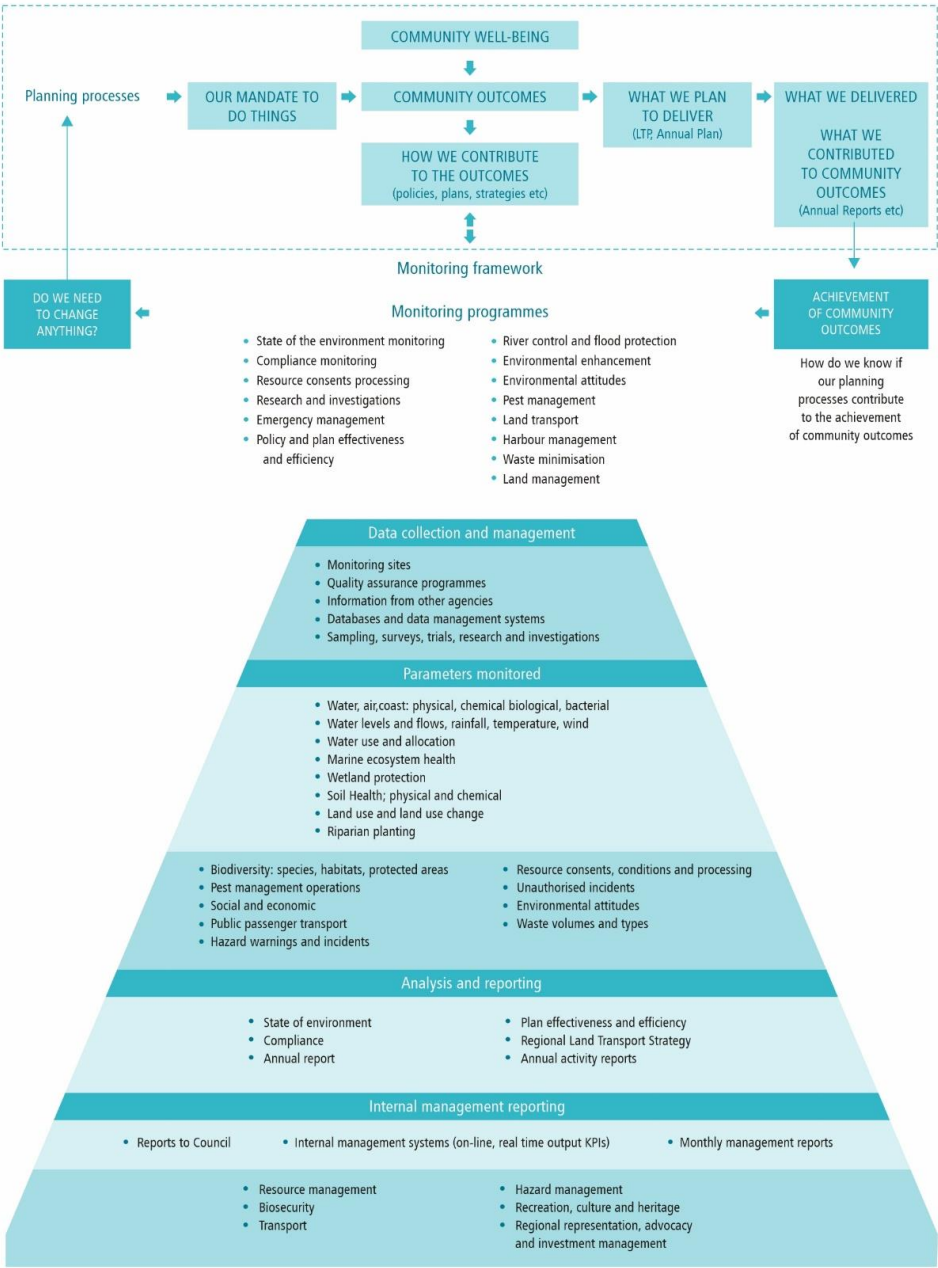 COMMUNITY WELL-BEING
Planning processes
OUR MANDATE TO
DO THINGS
COMMUNITY OUTCOMES
WHAT WE PLAN
TO DELIVER
(LTP, Annual Plan)
WHAT WE DELIVERED
WHAT WE
CONTRIBUTED
TO COMMUNITY
OUTCOMES
(Annual Reports etc)
HOW WE CONTRIBUTE
TO THE OUTCOMES
(policies, plans, strategies etc)
Monitoring framework
DO WE NEED
TO CHANGE
ANYTHING?
ACHIEVEMENT
OF COMMUNITY
OUTCOMES
How do we know if
our planning
processes contribute
to the achievement
of community outcomes
Monitoring programmes
• State of the environment monitoring
• Compliance monitoring
• Resource consents processing
• Research and investigations
• Emergency management
• Policy and plan effectiveness
and efficiency
• River control and flood protection
• Environmental enhancement
• Environmental attitudes
• Pest management
• Land transport
• Harbour management
• Waste minimisation
• Land management
Data collection and management
• Monitoring sites
• Quality assurance programmes
• Information from other agencies
• Databases and data management systems
• Sampling, surveys, trials, research and investigations
Parameters monitored
• Water, air,coast: physical, chemical biological, bacterial
• Water levels and flows, rainfall, temperature, wind
• Water use and allocation
• Marine ecosystem health
• Wetland protection
• Soil Health; physical and chemical
• Land use and land use change
• Riparian planting
• Biodiversity: species, habitats, protected areas
• Pest management operations
• Social and economic
• Public passenger transport
• Hazard warnings and incidents
• Resource consents, conditions and processing
• Unauthorised incidents
• Environmental attitudes
• Waste volumes and types
Analysis and reporting
• State of environment
• Compliance
• Annual report
• Plan effectiveness and efficiency
• Regional Land Transport Strategy
• Annual activity reports
Internal management reporting
• Reports to Council
• Internal management systems (on-line, real time output KPIs)
• Monthly management reports
• Resource management
• Biosecurity
• Transport
• Hazard management
• Recreation, culture and heritage
• Regional representation, advocacy
and investment management